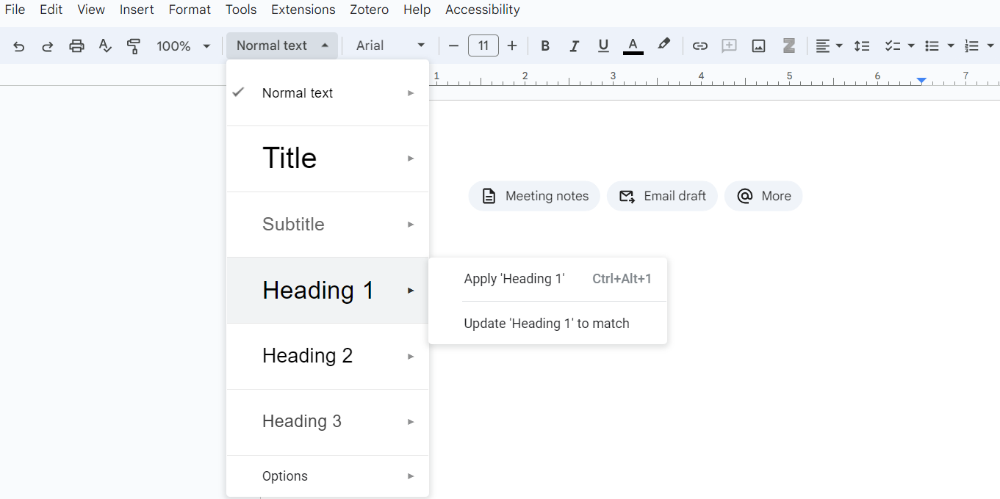 File Edit View Insert Format Tools Extensions Zotero Help Accessibility
100% Normal text Arial 11 B I U A Z
1 2 3 4 5 6 7
Normal text
Title
Subtitle
Heading 1
Heading 2
Heading 3
Options
Apply 'Heading 1' Ctrl+Alt+1
Update 'Heading 1' to match
Meeting notes Email draft More